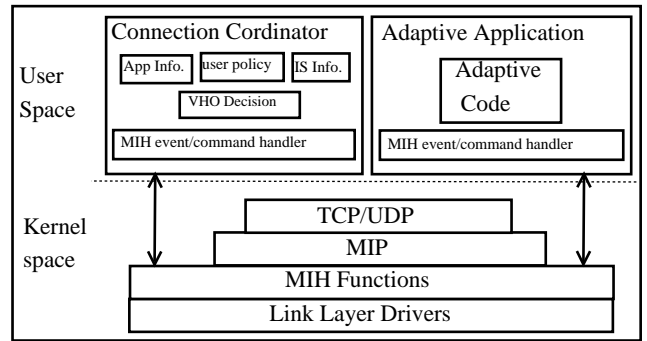 Connection Cordinator
App Info.
user policy
IS Info.
VHO Decision
MIH event/command handler
Adaptive Application
Adaptive
Code
MIH event/command handler
User
Space
Kernel
space
TCP/UDP
MIP
MIH Functions
Link Layer Drivers